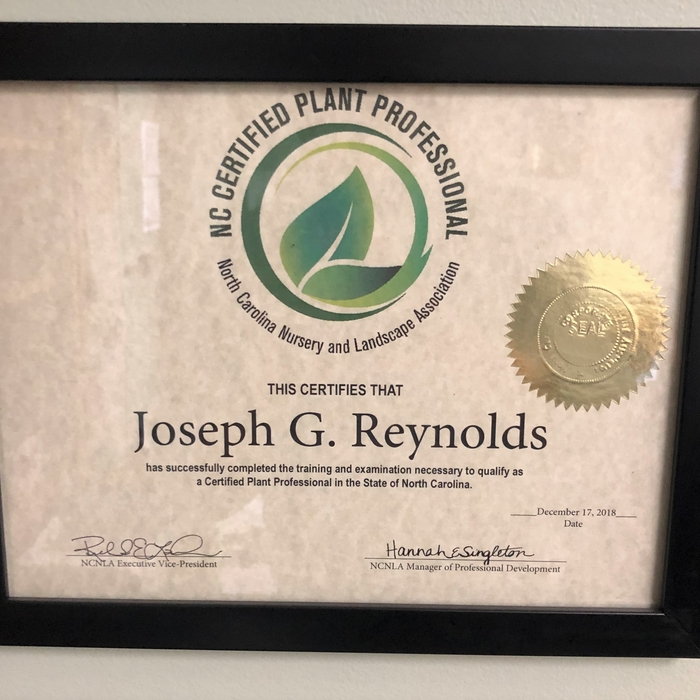 NC CERTIFIED PLANT PROFESSIONAL
North Carolina Nursery and Landscape Association
THIS CERTIFIES THAT
Joseph G. Reynolds
has successfully completed the training and examination necessary to qualify as
a Certified Plant Professional in the State of North Carolina.
SEAL
December 17, 2018
Date
Hannah E Singleton
NCNLA Executive Vice-President
NCNLA Manager of Professional Development